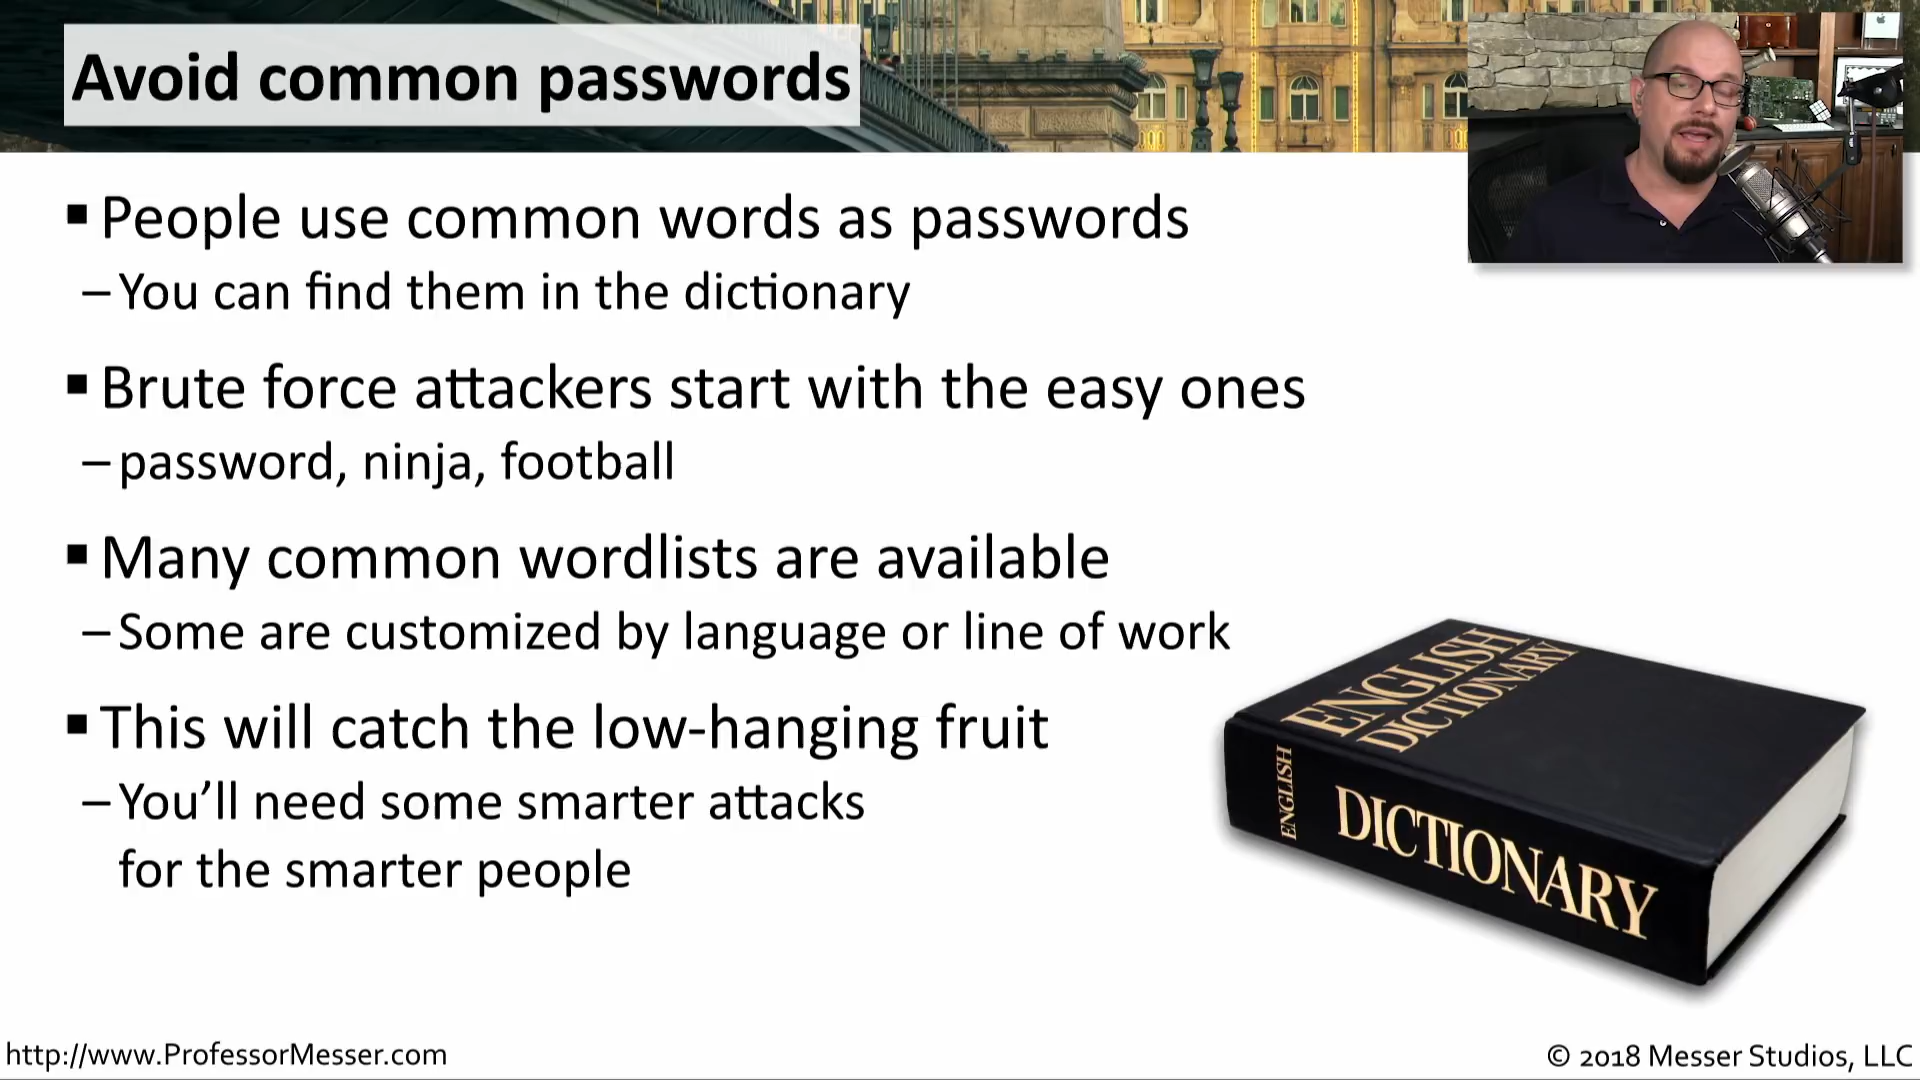 Avoid common passwords
▪ People use common words as passwords
– You can find them in the dictionary
▪ Brute force attackers start with the easy ones
– password, ninja, football
▪ Many common wordlists are available
– Some are customized by language or line of work
▪ This will catch the low-hanging fruit
– You’ll need some smarter attacks
for the smarter people
ENGLISH
DICTIONARY
ENGLISH
DICTIONARY
http://www.ProfessorMesser.com
© 2018 Messer Studios, LLC